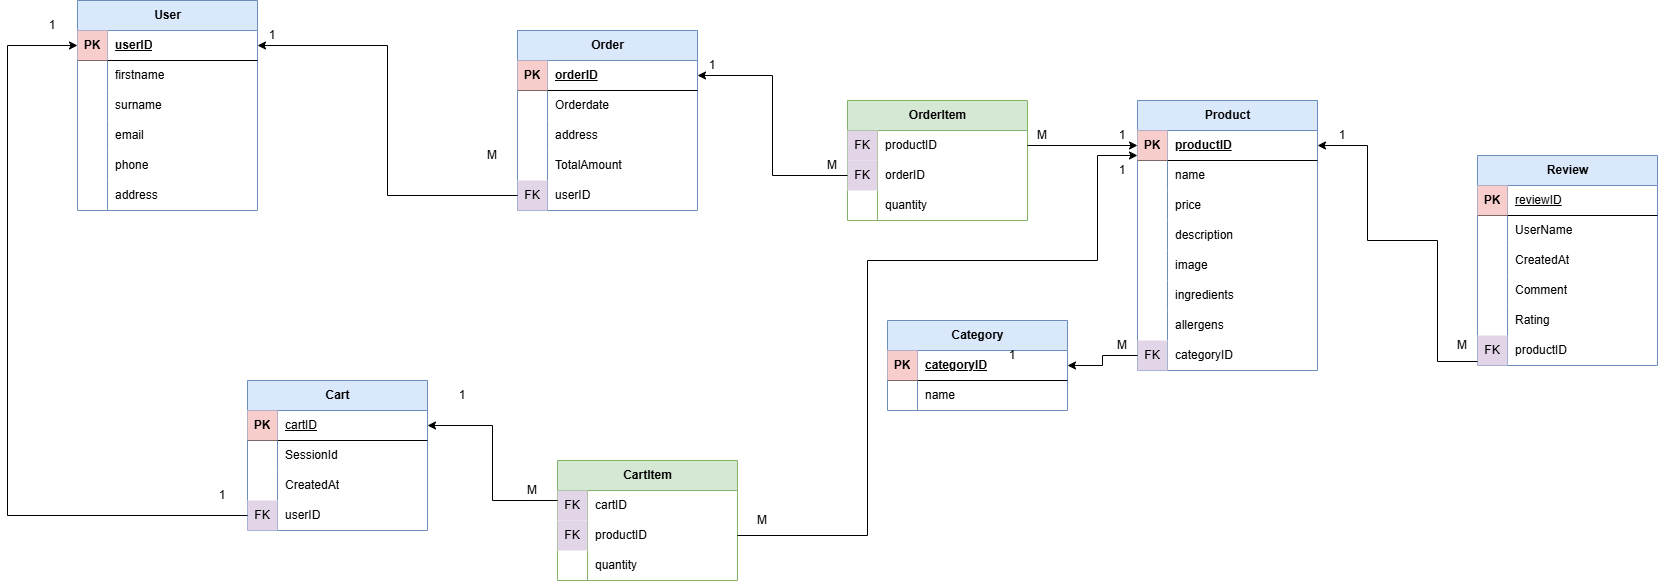 User
1
PK userID
1
firstname
surname
email
phone
address
Order
PK orderID
1
Orderdate
address
TotalAmount
M
FK userID
OrderItem
FK productID
M
M
FK orderID
quantity
Product
1
PK productID
1
1
name
price
description
image
ingredients
allergens
M
FK categoryID
Review
PK reviewID
UserName
CreatedAt
Comment
Rating
M
FK productID
Category
1
PK categoryID
name
Cart
1
PK cartID
SessionId
CreatedAt
1
FK userID
CartItem
M
FK cartID
M
FK productID
quantity